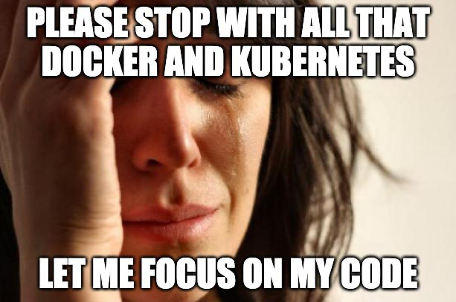 PLEASE STOP WITH ALL THAT
DOCKER AND KUBERNETES
LET ME FOCUS ON MY CODE